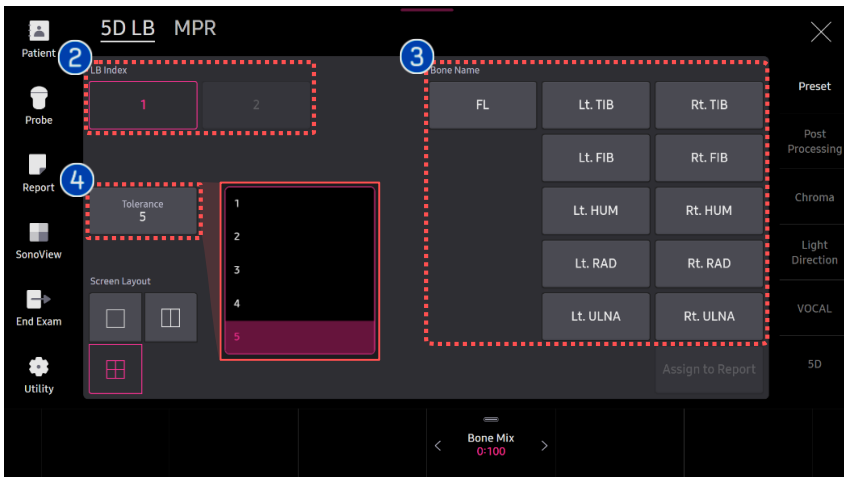 5D LB MPR
Patient
Probe
Report
SonoView
End Exam
Utility
2
LB Index
1 2
4
Tolerance
5
1
2
3
4
5
Screen Layout
3
Bone Name
FL Lt. TIB Rt. TIB
Lt. FIB Rt. FIB
Lt. HUM Rt. HUM
Lt. RAD Rt. RAD
Lt. ULNA Rt. ULNA
Assign to Report
Preset
Post
Processing
Chroma
Light
Direction
VOCAL
5D
Bone Mix
0:100